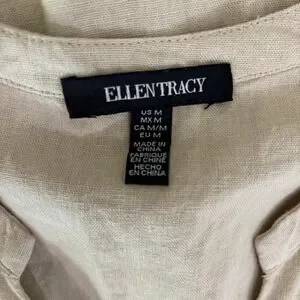 ELLEN TRACY
US M
MX M
CA M/M
EU M
MADE IN
CHINA
FABRIQUÉ
EN CHINE
HECHO
EN CHINA